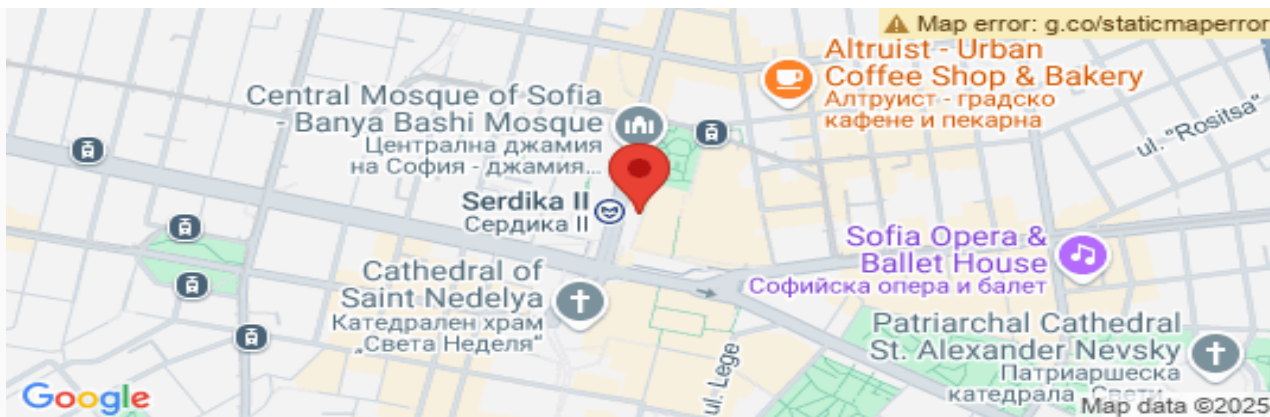 Map error: g.co/staticmaperror
Altruist - Urban
Coffee Shop & Bakery
Алтруист - градско
кафене и пекарна
ul. "Rositsa"
Central Mosque of Sofia
- Banya Bashi Mosque
Централна джамия
на София - джамия...
Serdika II
Сердика II
Sofia Opera &
Ballet House
Софийска опера и балет
Cathedral of
Saint Nedelya
Катедрален храм
„Света Неделя“
ul. Lege
Patriarchal Cathedral
St. Alexander Nevsky
Патриаршеска
катедрала „Свети
Google
Map data ©2025